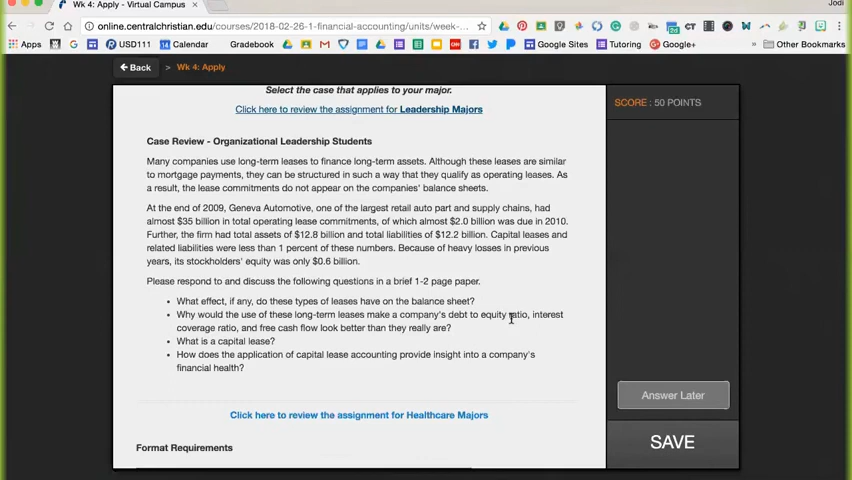 Wk 4: Apply - Virtual Campus
Jodi
online.centralchristian.edu/courses/2018-02-26-1-financial-accounting/units/week-...
Apps
USD111
Calendar
Gradebook
Google Sites
Tutoring
Google+
Other Bookmarks
Back
> Wk 4: Apply
Select the case that applies to your major.
Click here to review the assignment for Leadership Majors
SCORE : 50 POINTS
Case Review - Organizational Leadership Students
Many companies use long-term leases to finance long-term assets. Although these leases are similar
to mortgage payments, they can be structured in such a way that they qualify as operating leases. As
a result, the lease commitments do not appear on the companies' balance sheets.
At the end of 2009, Geneva Automotive, one of the largest retail auto part and supply chains, had
almost $35 billion in total operating lease commitments, of which almost $2.0 billion was due in 2010.
Further, the firm had total assets of $12.8 billion and total liabilities of $12.2 billion. Capital leases and
related liabilities were less than 1 percent of these numbers. Because of heavy losses in previous
years, its stockholders' equity was only $0.6 billion.
Please respond to and discuss the following questions in a brief 1-2 page paper.
• What effect, if any, do these types of leases have on the balance sheet?
• Why would the use of these long-term leases make a company's debt to equity ratio, interest
coverage ratio, and free cash flow look better than they really are?
• What is a capital lease?
• How does the application of capital lease accounting provide insight into a company's
financial health?
Answer Later
Click here to review the assignment for Healthcare Majors
SAVE
Format Requirements